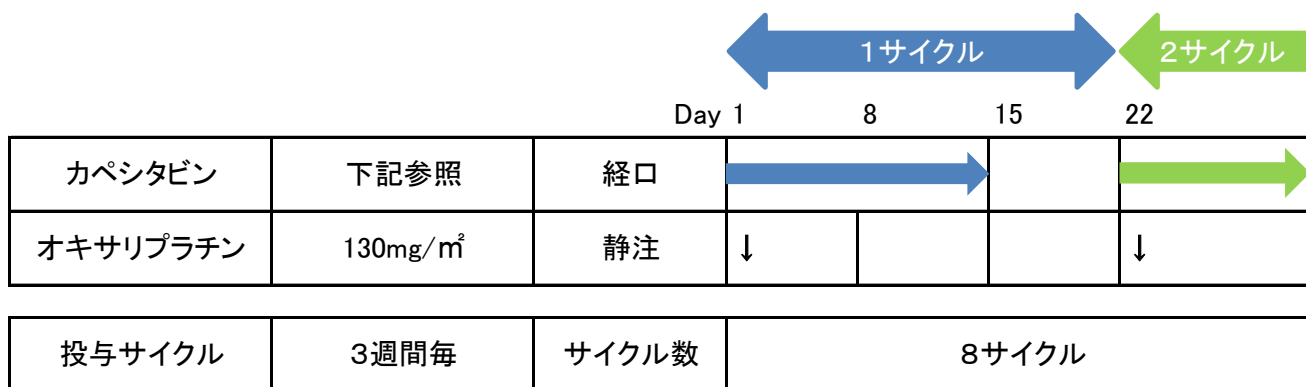 1サイクル 2サイクル
Day 1 8 15 22
カペシタビン 下記参照 経口
オキサリプラチン 130mg/㎡ 静注 ↓ ↓
投与サイクル 3週間毎 サイクル数 8サイクル